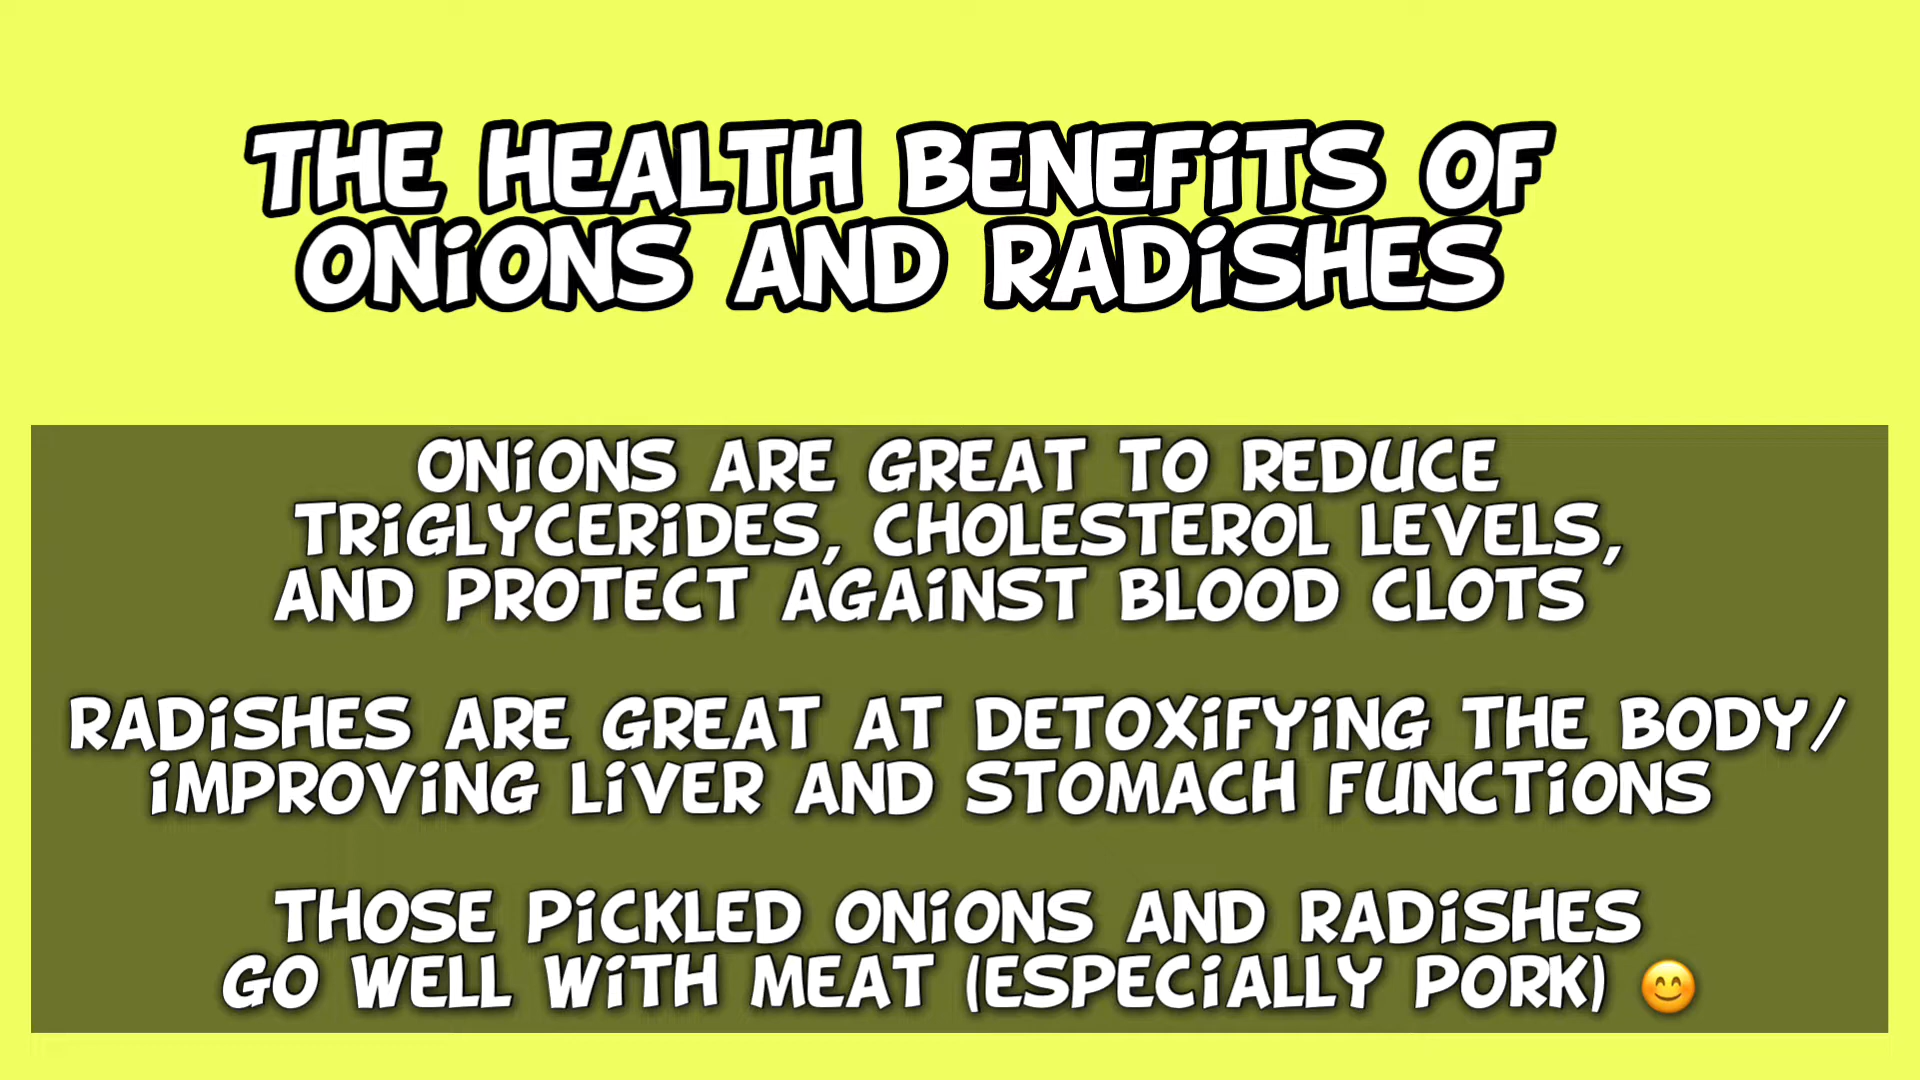 THE HEALTH BENEFiTS OF
ONiONS AND RADiSHES
ONiONS ARE GREAT TO REDUCE
TRiGLYCERiDES, CHOLESTEROL LEVELS,
AND PROTECT AGAiNST BLOOD CLOTS
RADiSHES ARE GREAT AT DETOXiFYiNG THE BODY/
iMPROViNG LiVER AND STOMACH FUNCTiONS
THOSE PiCKLED ONiONS AND RADiSHES
GO WELL WiTH MEAT (ESPECiALLY PORK) 😊